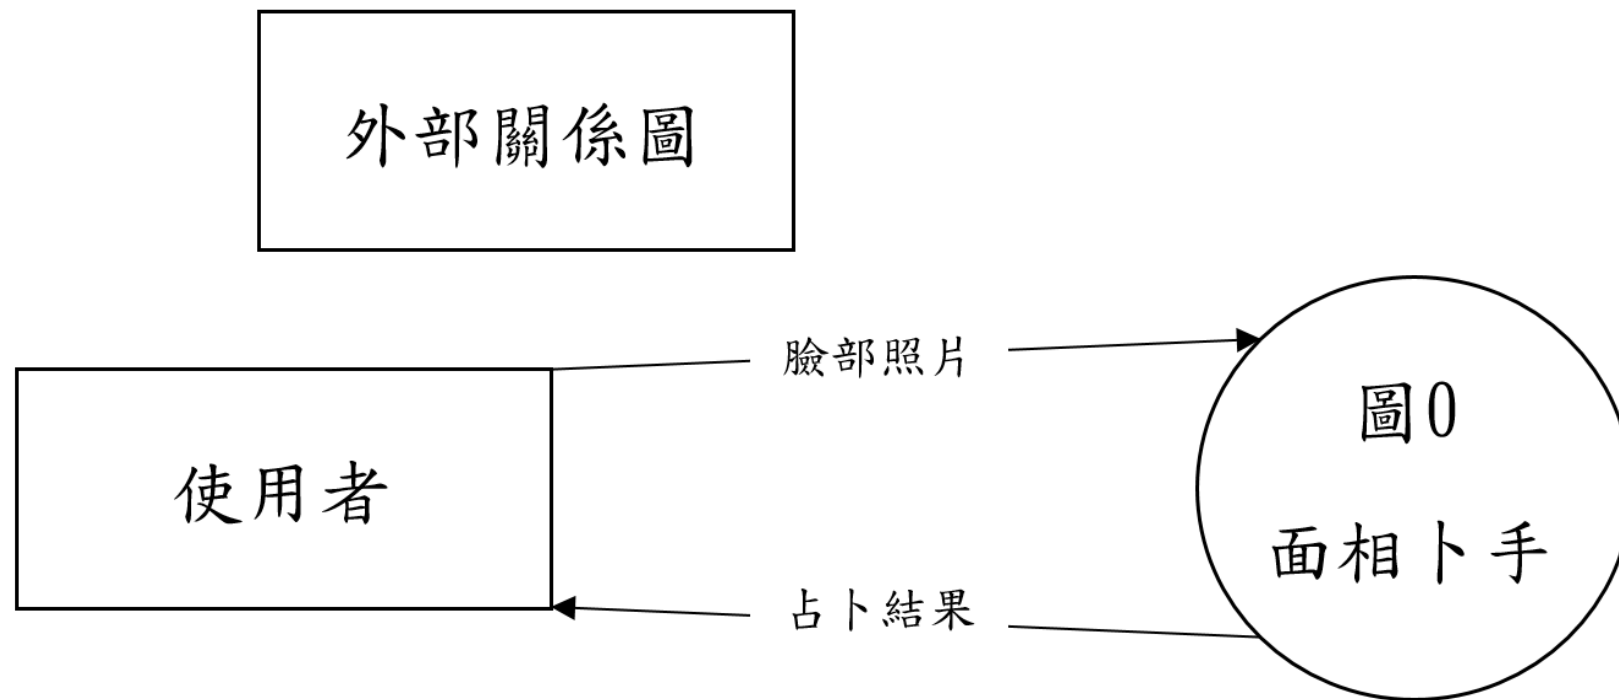 外部關係圖
臉部照片
使用者
圖0
面相卜手
占卜結果